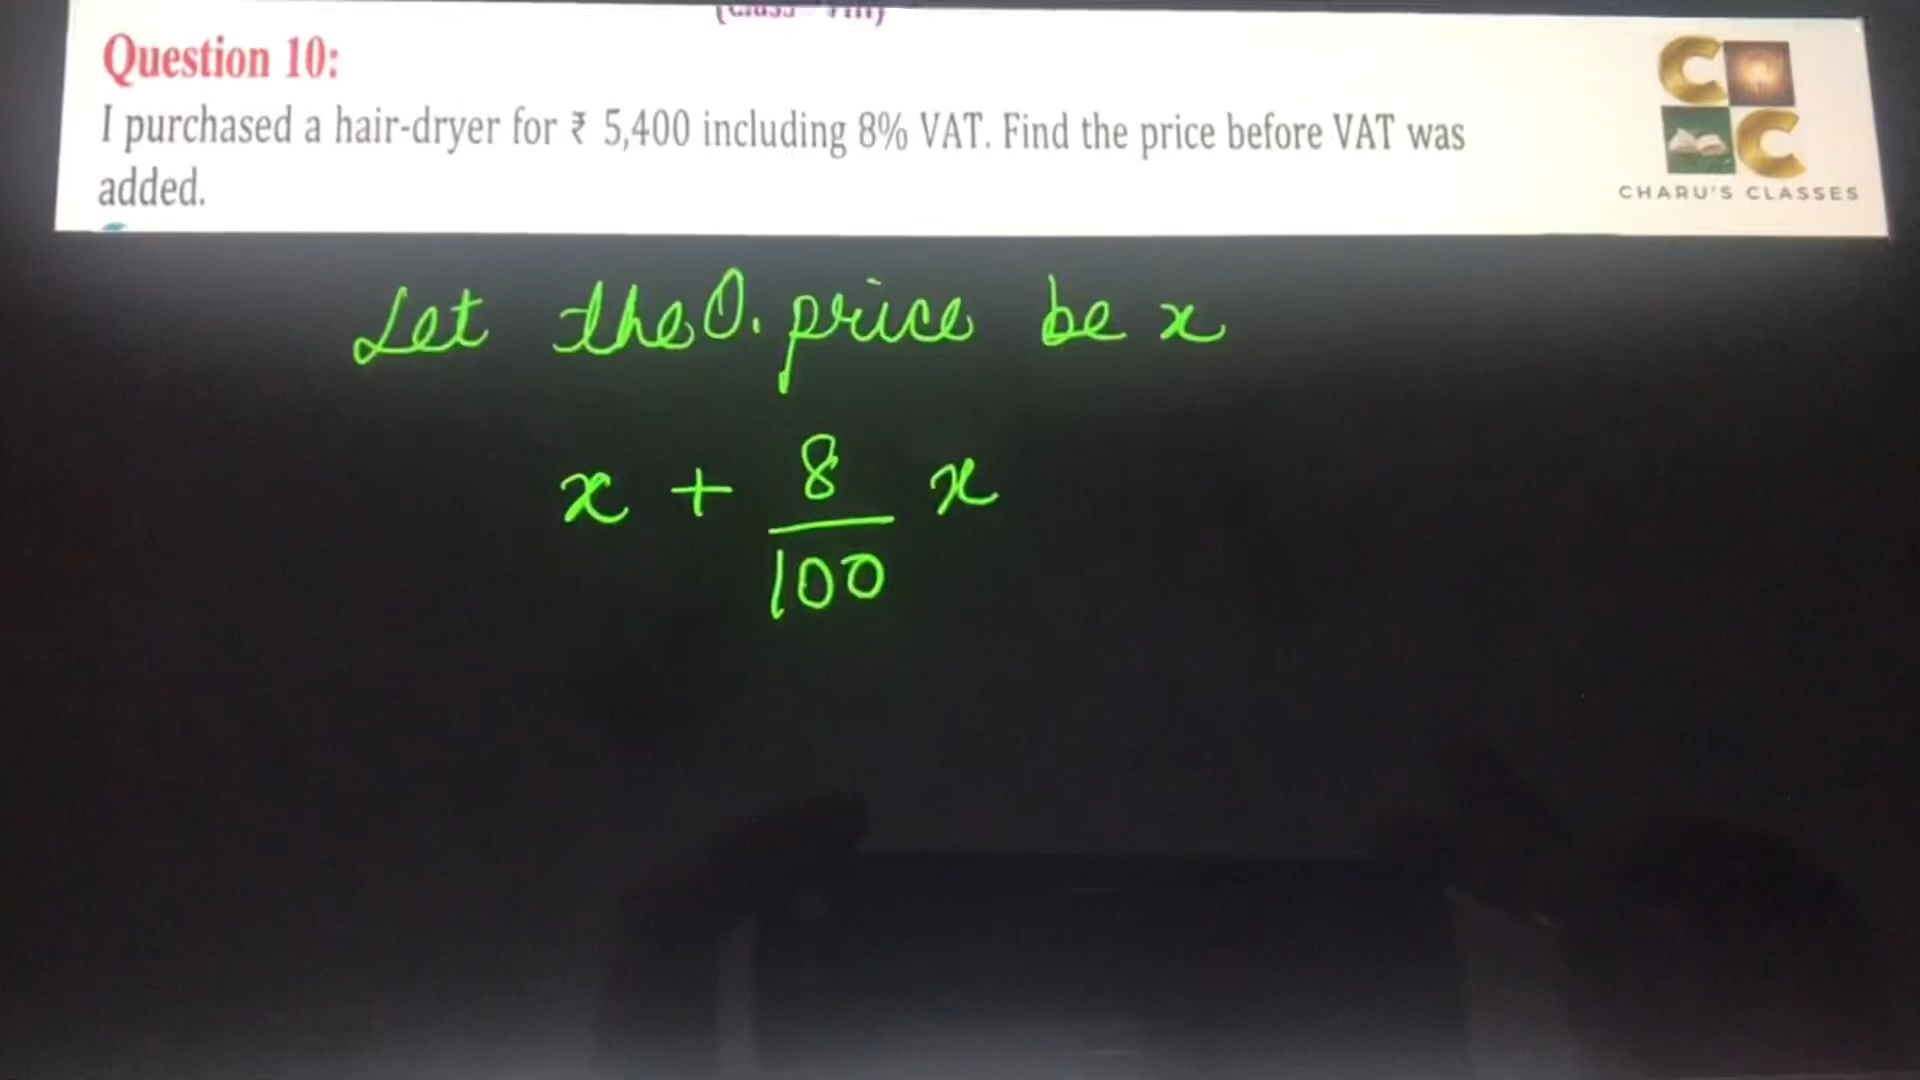 (Class
Question 10:
I purchased a hair-dryer for ₹ 5,400 including 8% VAT. Find the price before VAT was
added.
CHARU'S CLASSES
Let the O. price be x
x + 8/100 x